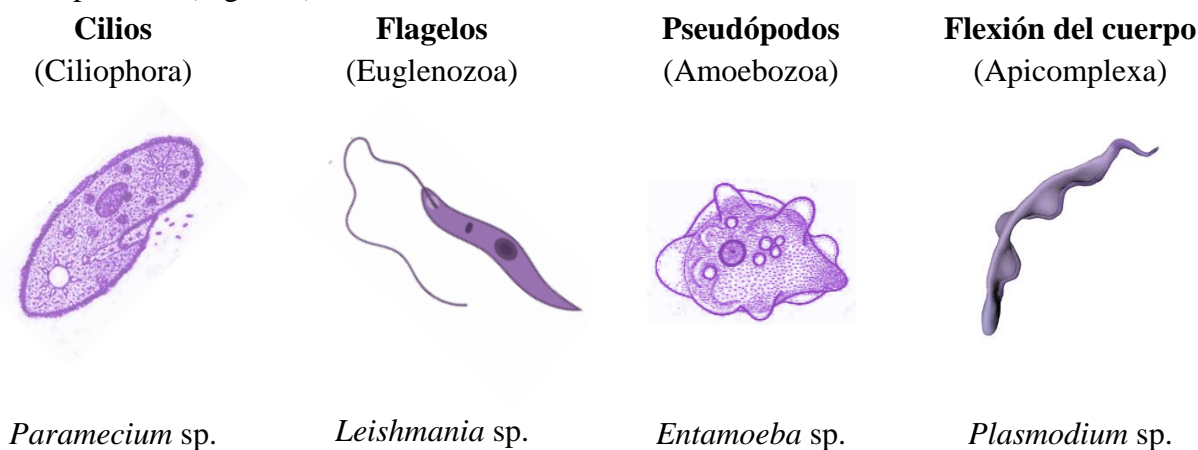 Cilios Flagelos Pseudópodos Flexión del cuerpo
(Ciliophora) (Euglenozoa) (Amoebozoa) (Apicomplexa)
Paramecium sp. Leishmania sp. Entamoeba sp. Plasmodium sp.